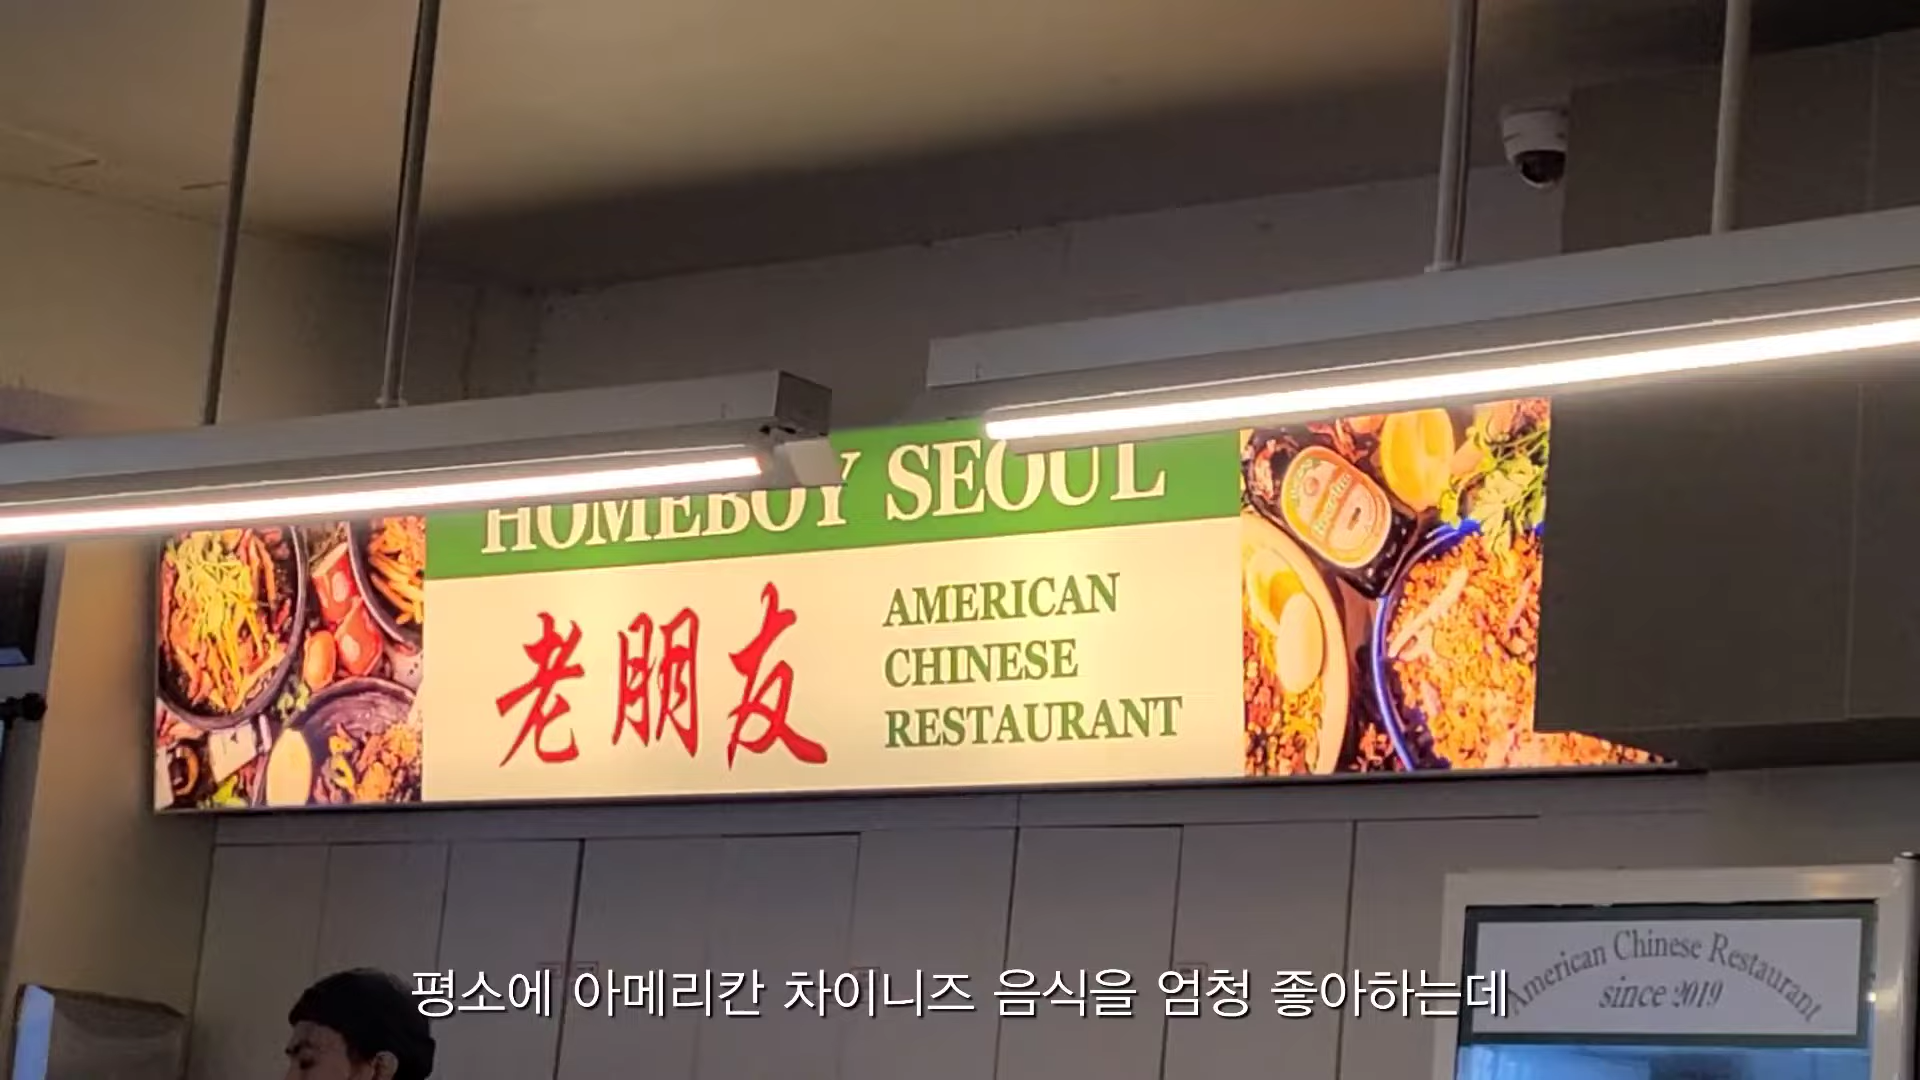 HOMEBOY SEOUL
老朋友
AMERICAN
CHINESE
RESTAURANT
American Chinese Restaurant
since 2019
평소에 아메리칸 차이니즈 음식을 엄청 좋아하는데